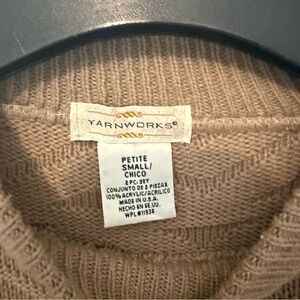 YARNWORKS®
PETITE
SMALL/
CHICO
2 PC. SET
CONJUNTO DE 2 PIEZAS
100% ACRYLIC/ACRILICO
MADE IN U.S.A.
HECHO EN EE.UU.
WPL#11935